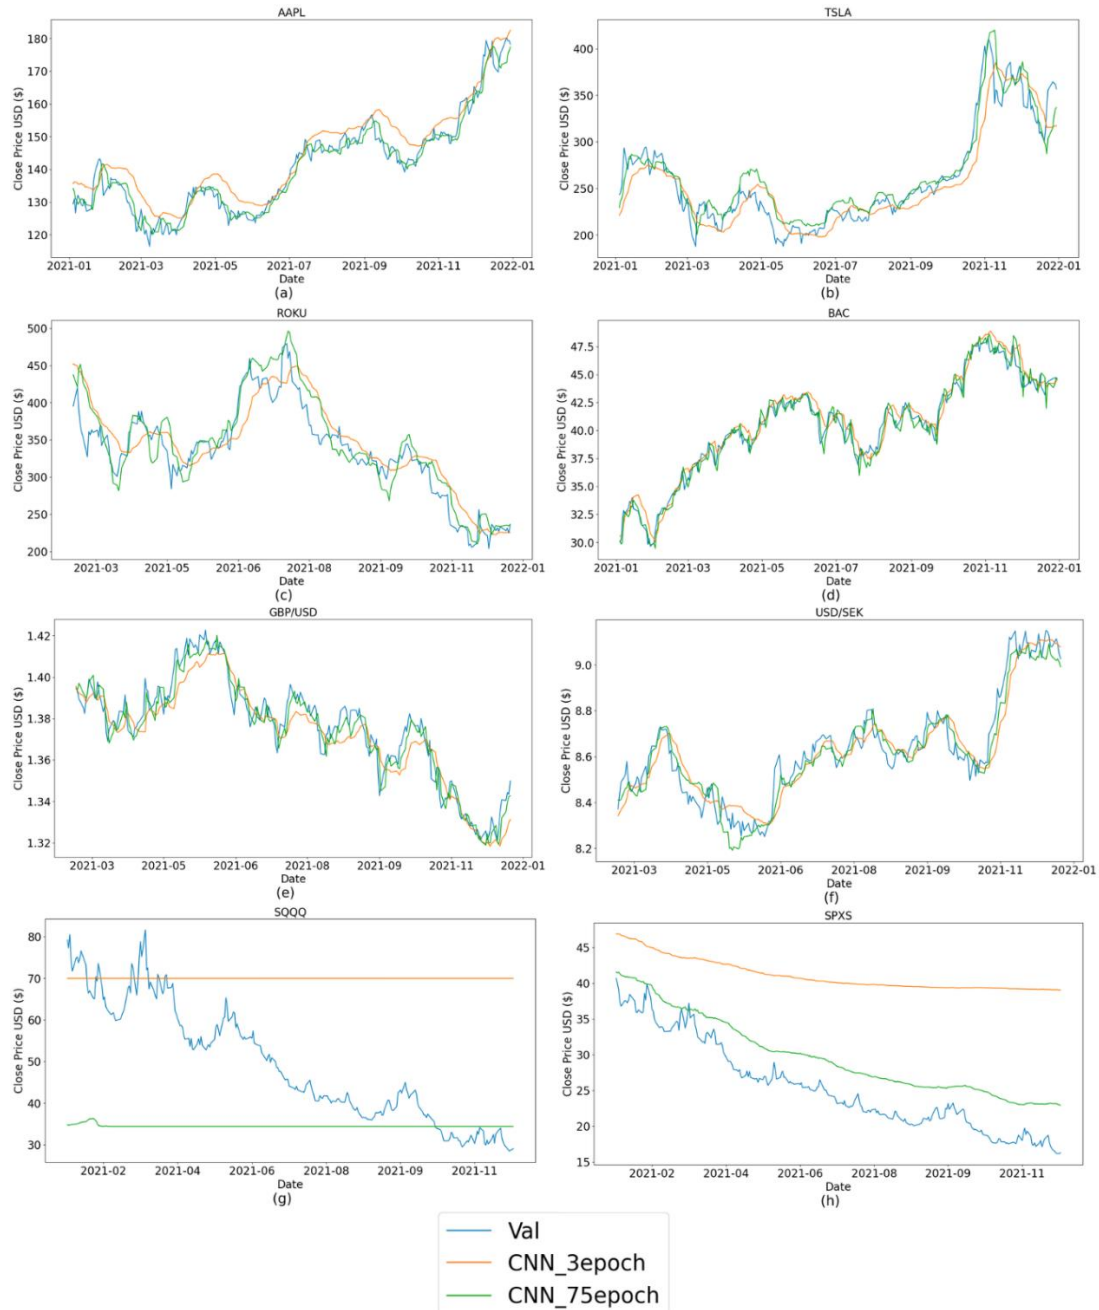 AAPL
Close Price USD ($)
180
170
160
150
140
130
120
2021-01 2021-03 2021-05 2021-07 2021-09 2021-11 2022-01
Date
(a)
TSLA
Close Price USD ($)
400
350
300
250
200
2021-01 2021-03 2021-05 2021-07 2021-09 2021-11 2022-01
Date
(b)
ROKU
Close Price USD ($)
500
450
400
350
300
250
200
2021-03 2021-05 2021-06 2021-08 2021-09 2021-11 2022-01
Date
(c)
BAC
Close Price USD ($)
47.5
45.0
42.5
40.0
37.5
35.0
32.5
30.0
2021-01 2021-03 2021-05 2021-07 2021-09 2021-11 2022-01
Date
(d)
GBP/USD
Close Price USD ($)
1.42
1.40
1.38
1.36
1.34
1.32
2021-03 2021-05 2021-06 2021-08 2021-09 2021-11 2022-01
Date
(e)
USD/SEK
Close Price USD ($)
9.0
8.8
8.6
8.4
8.2
2021-03 2021-05 2021-06 2021-08 2021-09 2021-11 2022-01
Date
(f)
SQQQ
Close Price USD ($)
80
70
60
50
40
30
2021-02 2021-04 2021-06 2021-08 2021-09 2021-11
Date
(g)
SPXS
Close Price USD ($)
45
40
35
30
25
20
15
2021-02 2021-04 2021-06 2021-08 2021-09 2021-11
Date
(h)
Val
CNN_3epoch
CNN_75epoch